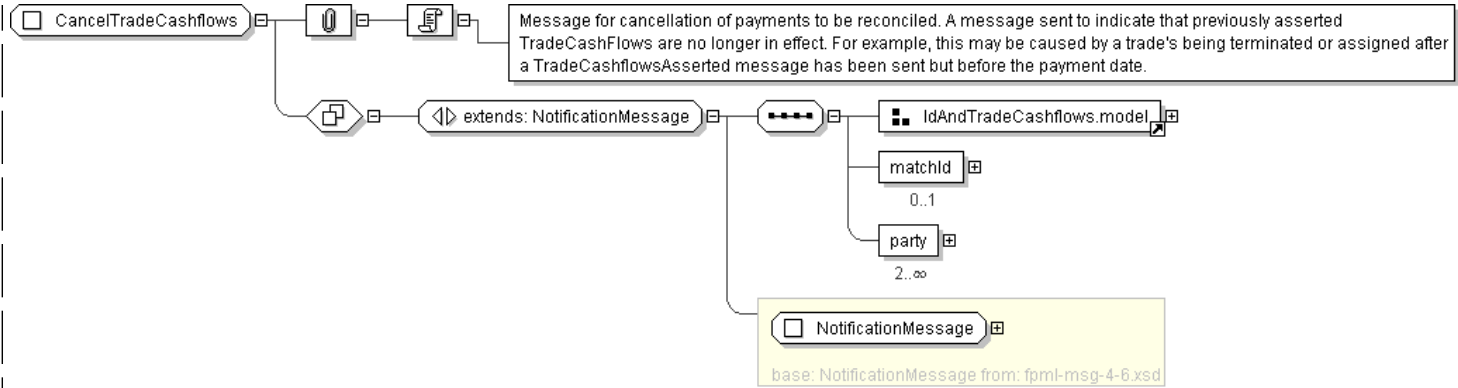 CancelTradeCashflows
Message for cancellation of payments to be reconciled. A message sent to indicate that previously asserted
TradeCashFlows are no longer in effect. For example, this may be caused by a trade's being terminated or assigned after
a TradeCashflowsAsserted message has been sent but before the payment date.
extends: NotificationMessage
IdAndTradeCashflows.model
matchId
0..1
party
2..∞
NotificationMessage
base: NotificationMessage from: fpml-msg-4-6.xsd